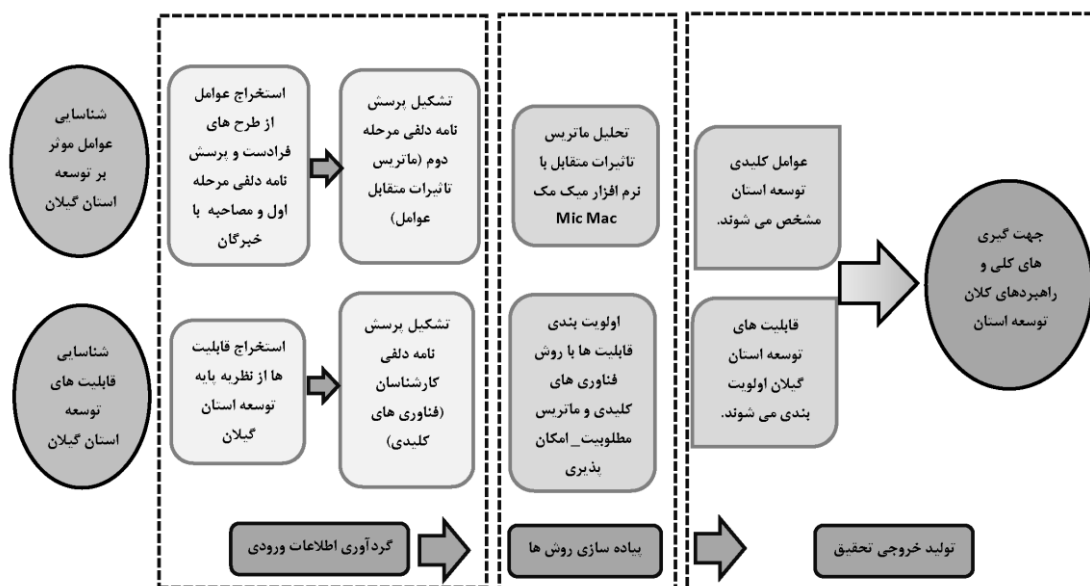 شناسایی
عوامل موثر
بر توسعه
استان گیلان
استخراج عوامل
از طرح های
فرادست و پرسش
نامه دلفی مرحله
اول و مصاحبه با
خبرگان
تشکیل پرسش
نامه دلفی مرحله
دوم (ماتریس
تاثیرات متقابل
عوامل)
تحلیل ماتریس
تاثیرات متقابل با
نرم افزار میک مک
Mic Mac
عوامل کلیدی
توسعه استان
مشخص می شوند.
جهت گیری
های کلی و
راهبردهای کلان
توسعه استان
شناسایی
قابلیت های
توسعه
استان گیلان
استخراج قابلیت
ها از نظریه پایه
توسعه استان
گیلان
تشکیل پرسش
نامه دلفی
کارشناسان
(فناوری های
کلیدی)
اولویت بندی
قابلیت ها با روش
فناوری های
کلیدی و ماتریس
مطلوبیت_ امکان
پذیری
قابلیت های
توسعه استان
گیلان اولویت
بندی می شوند.
گردآوری اطلاعات ورودی
پیاده سازی روش ها
تولید خروجی تحقیق